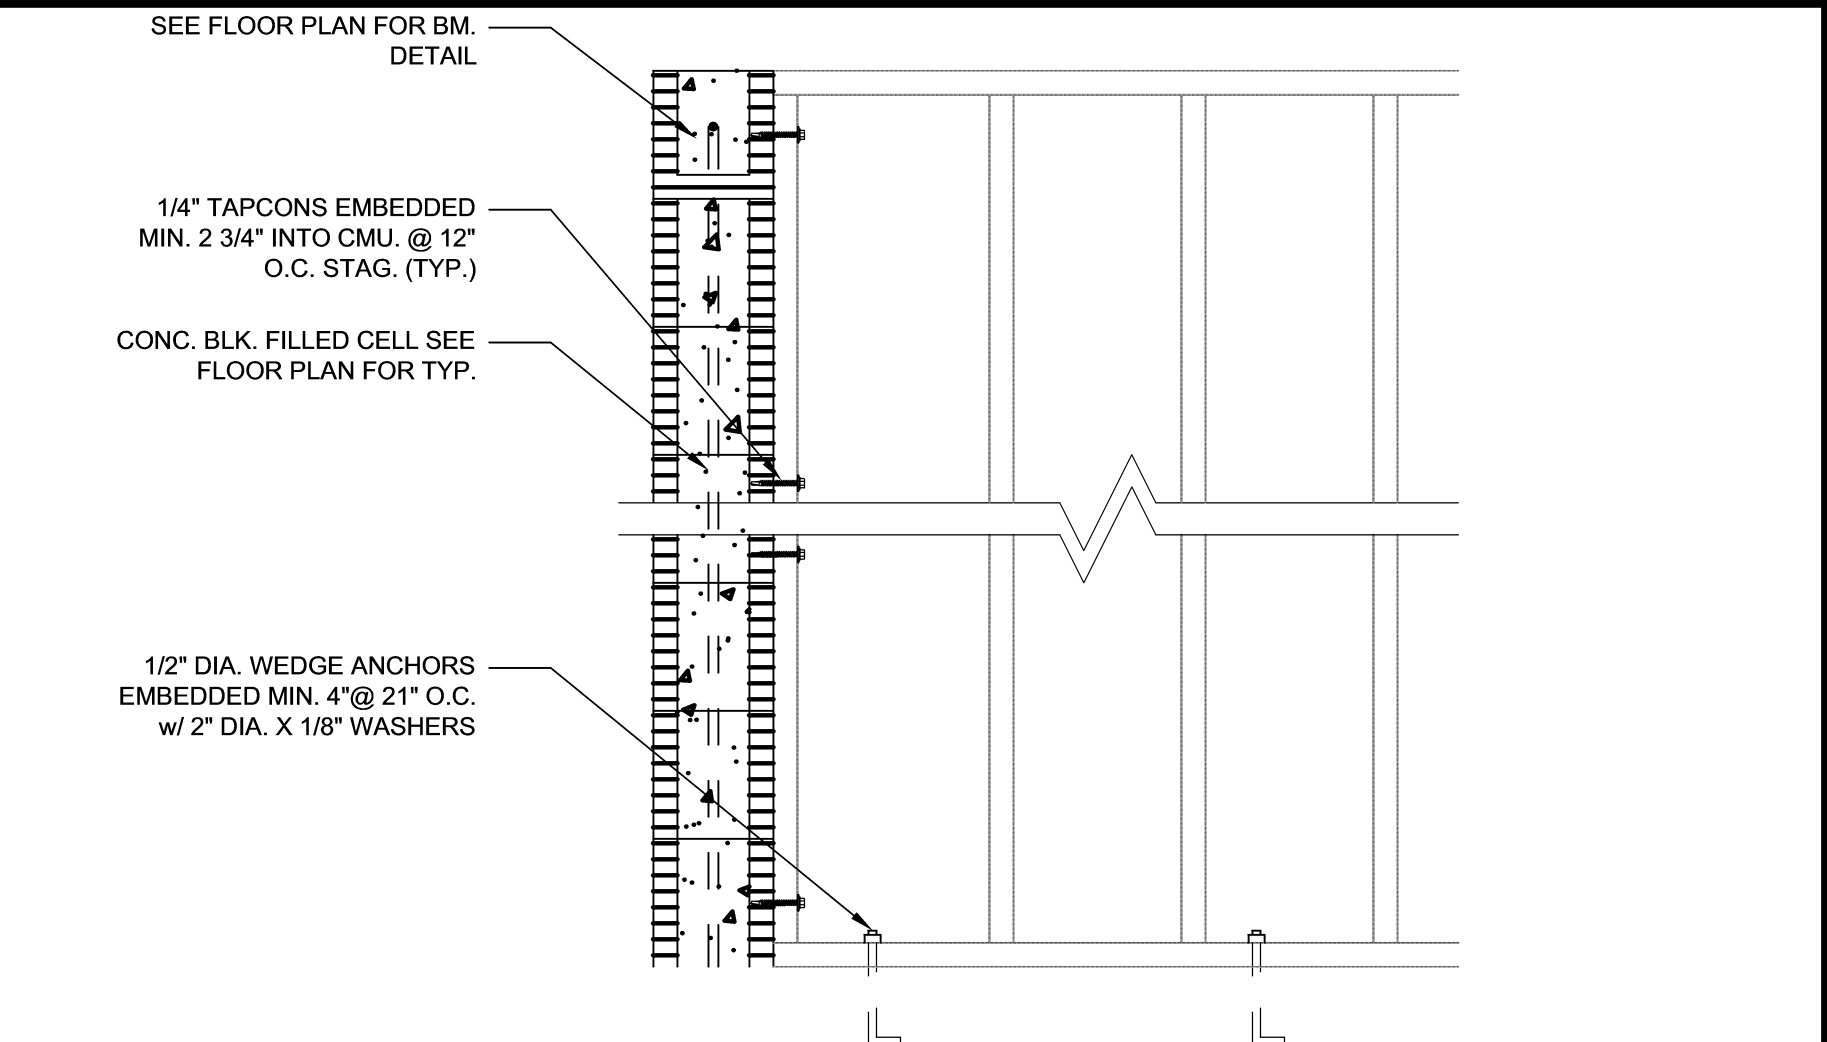 SEE FLOOR PLAN FOR BM.
DETAIL
1/4" TAPCONS EMBEDDED
MIN. 2 3/4" INTO CMU. @ 12"
O.C. STAG. (TYP.)
CONC. BLK. FILLED CELL SEE
FLOOR PLAN FOR TYP.
1/2" DIA. WEDGE ANCHORS
EMBEDDED MIN. 4"@ 21" O.C.
w/ 2" DIA. X 1/8" WASHERS